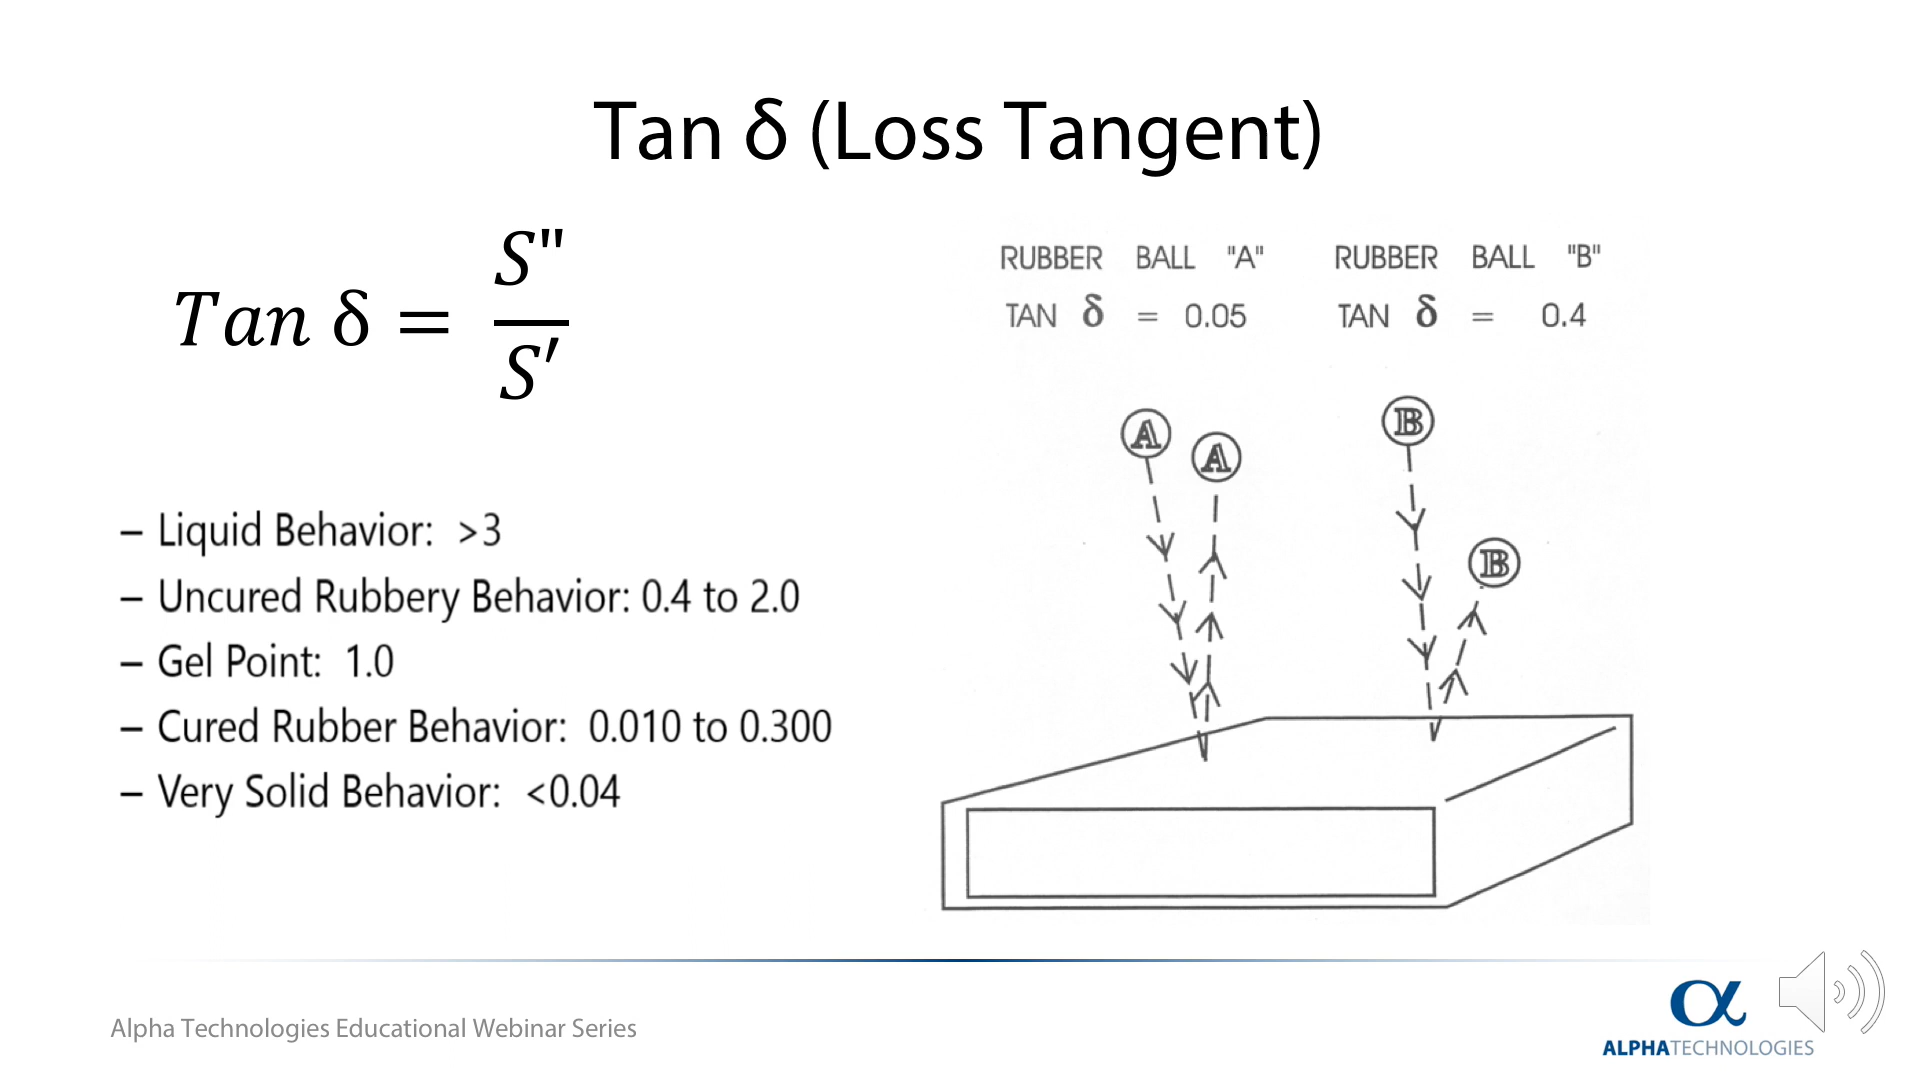 Tan δ (Loss Tangent)
Tan δ = S" / S′
– Liquid Behavior: >3
– Uncured Rubbery Behavior: 0.4 to 2.0
– Gel Point: 1.0
– Cured Rubber Behavior: 0.010 to 0.300
– Very Solid Behavior: <0.04
RUBBER BALL "A"
TAN δ = 0.05
RUBBER BALL "B"
TAN δ = 0.4
A
A
B
B
Alpha Technologies Educational Webinar Series
α
ALPHATECHNOLOGIES